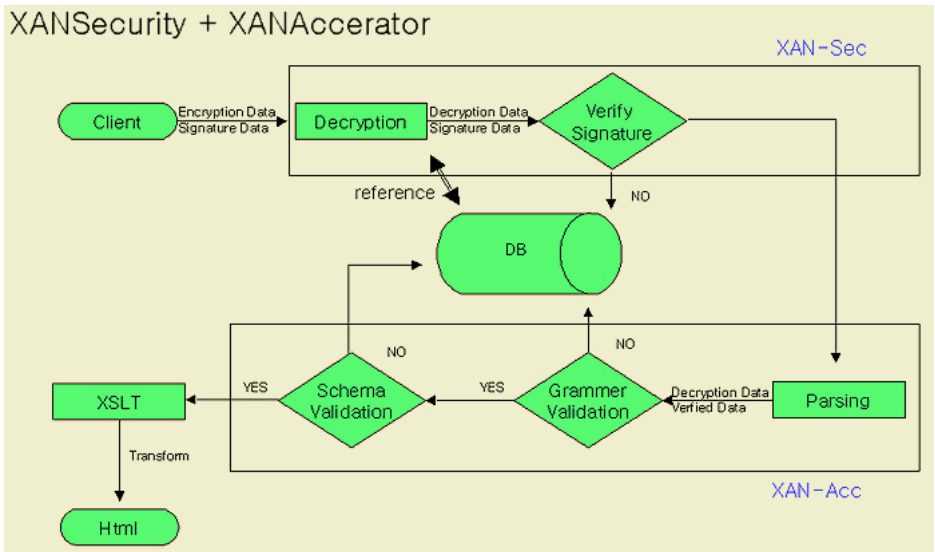 XANSecurity + XANAccerator
XAN-Sec
Client
Encryption Data
Signature Data
Decryption
Decryption Data
Signature Data
Verify
Signature
reference
NO
DB
NO
NO
XSLT
YES
Schema
Validation
YES
Grammer
Validation
Decryption Data
Verfied Data
Parsing
Transform
XAN-Acc
Html